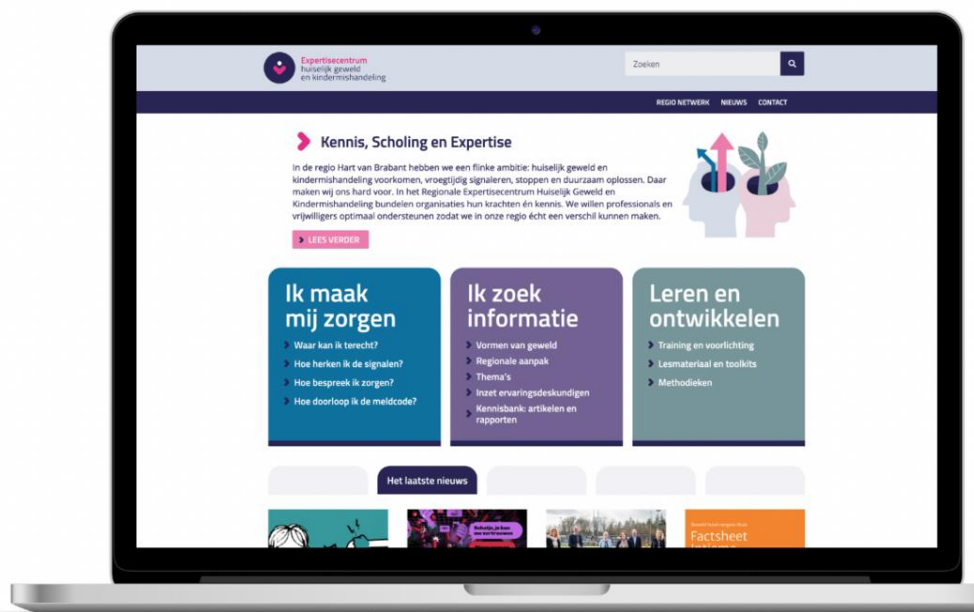 Expertisecentrum
huiselijk geweld
en kindermishandeling
Zoeken
REGIO NETWERK NIEUWS CONTACT
Kennis, Scholing en Expertise
In de regio Hart van Brabant hebben we een flinke ambitie: huiselijk geweld en
kindermishandeling voorkomen, vroegtijdig signaleren, stoppen en duurzaam oplossen. Daar
maken wij ons hard voor. In het Regionale Expertisecentrum Huiselijk Geweld en
Kindermishandeling bundelen organisaties hun krachten én kennis. We willen professionals en
vrijwilligers optimaal ondersteunen zodat we in onze regio écht een verschil kunnen maken.
LEES VERDER
Ik maak
mij zorgen
Waar kan ik terecht?
Hoe herken ik de signalen?
Hoe bespreek ik zorgen?
Hoe doorloop ik de meldcode?
Ik zoek
informatie
Vormen van geweld
Regionale aanpak
Thema's
Inzet ervaringsdeskundigen
Kennisbank: artikelen en
rapporten
Leren en
ontwikkelen
Training en voorlichting
Lesmateriaal en toolkits
Methodieken
Het laatste nieuws
Factsheet